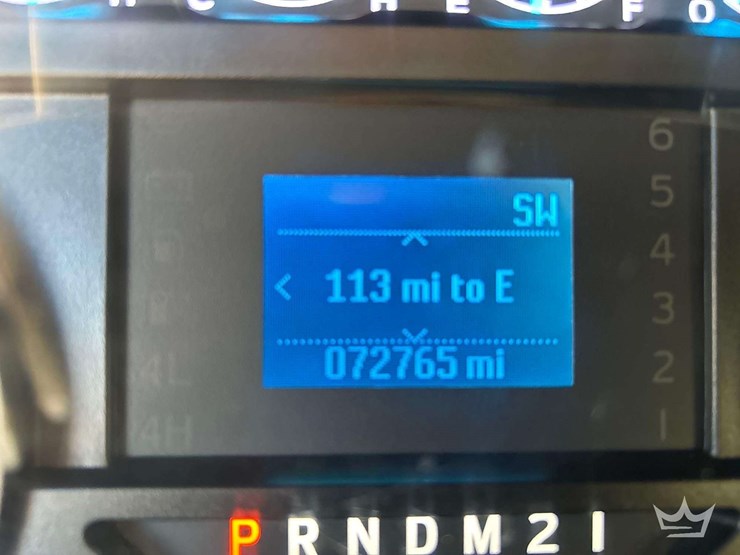 H C H E F O
6
SW
5
4
113 mi to E
3
072765 mi
2
4L
4H
1
P R N D M 2 1